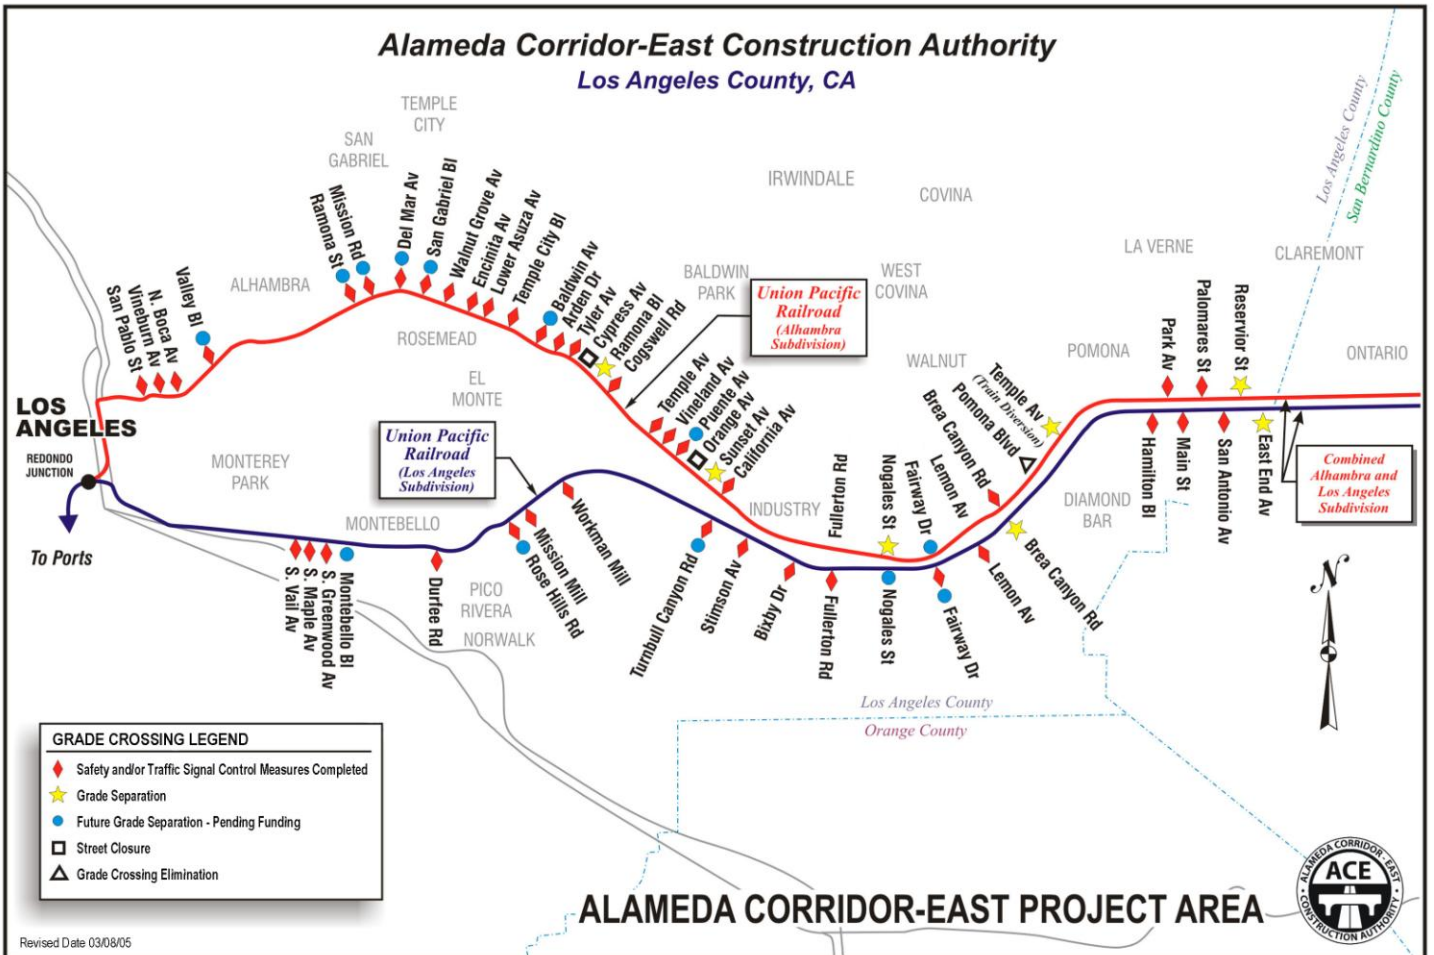 Alameda Corridor-East Construction Authority
Los Angeles County, CA
TEMPLE
CITY
SAN
GABRIEL
IRWINDALE
COVINA
LA VERNE
CLAREMONT
Los Angeles County
San Bernardino County
ALHAMBRA
ROSEMEAD
EL
MONTE
BALDWIN
PARK
WEST
COVINA
WALNUT
POMONA
ONTARIO
San Pablo St
Vineburn Av
N. Boca Av
Valley Bl
Ramona St
Mission Rd
Del Mar Av
San Gabriel Bl
Walnut Grove Av
Encinita Av
Lower Asuza Av
Temple City Bl
Baldwin Av
Arden Dr
Tyler Av
Cypress Av
Ramona Bl
Cogswell Rd
Union Pacific
Railroad
(Alhambra
Subdivision)
Temple Av
Vineland Av
Puente Av
Orange Av
Sunset Av
California Av
Fullerton Rd
Nogales St
Fairway Dr
Lemon Av
Brea Canyon Rd
Pomona Blvd
Temple Av
(Train Diversion)
Park Av
Palomares St
Reservior St
LOS
ANGELES
REDONDO
JUNCTION
To Ports
MONTEREY
PARK
MONTEBELLO
Union Pacific
Railroad
(Los Angeles
Subdivision)
INDUSTRY
DIAMOND
BAR
PICO
RIVERA
NORWALK
S. Vail Av
S. Maple Av
S. Greenwood Av
Montebello Bl
Durfee Rd
Rose Hills Rd
Mission Mill
Workman Mill
Turnbull Canyon Rd
Stimson Av
Bixby Dr
Fullerton Rd
Nogales St
Fairway Dr
Lemon Av
Brea Canyon Rd
Hamilton Bl
Main St
San Antonio Av
East End Av
Combined
Alhambra and
Los Angeles
Subdivision
N
Los Angeles County
Orange County
GRADE CROSSING LEGEND
Safety and/or Traffic Signal Control Measures Completed
Grade Separation
Future Grade Separation - Pending Funding
Street Closure
Grade Crossing Elimination
ALAMEDA CORRIDOR-EAST PROJECT AREA
ALAMEDA CORRIDOR - EAST
ACE
CONSTRUCTION AUTHORITY
Revised Date 03/08/05